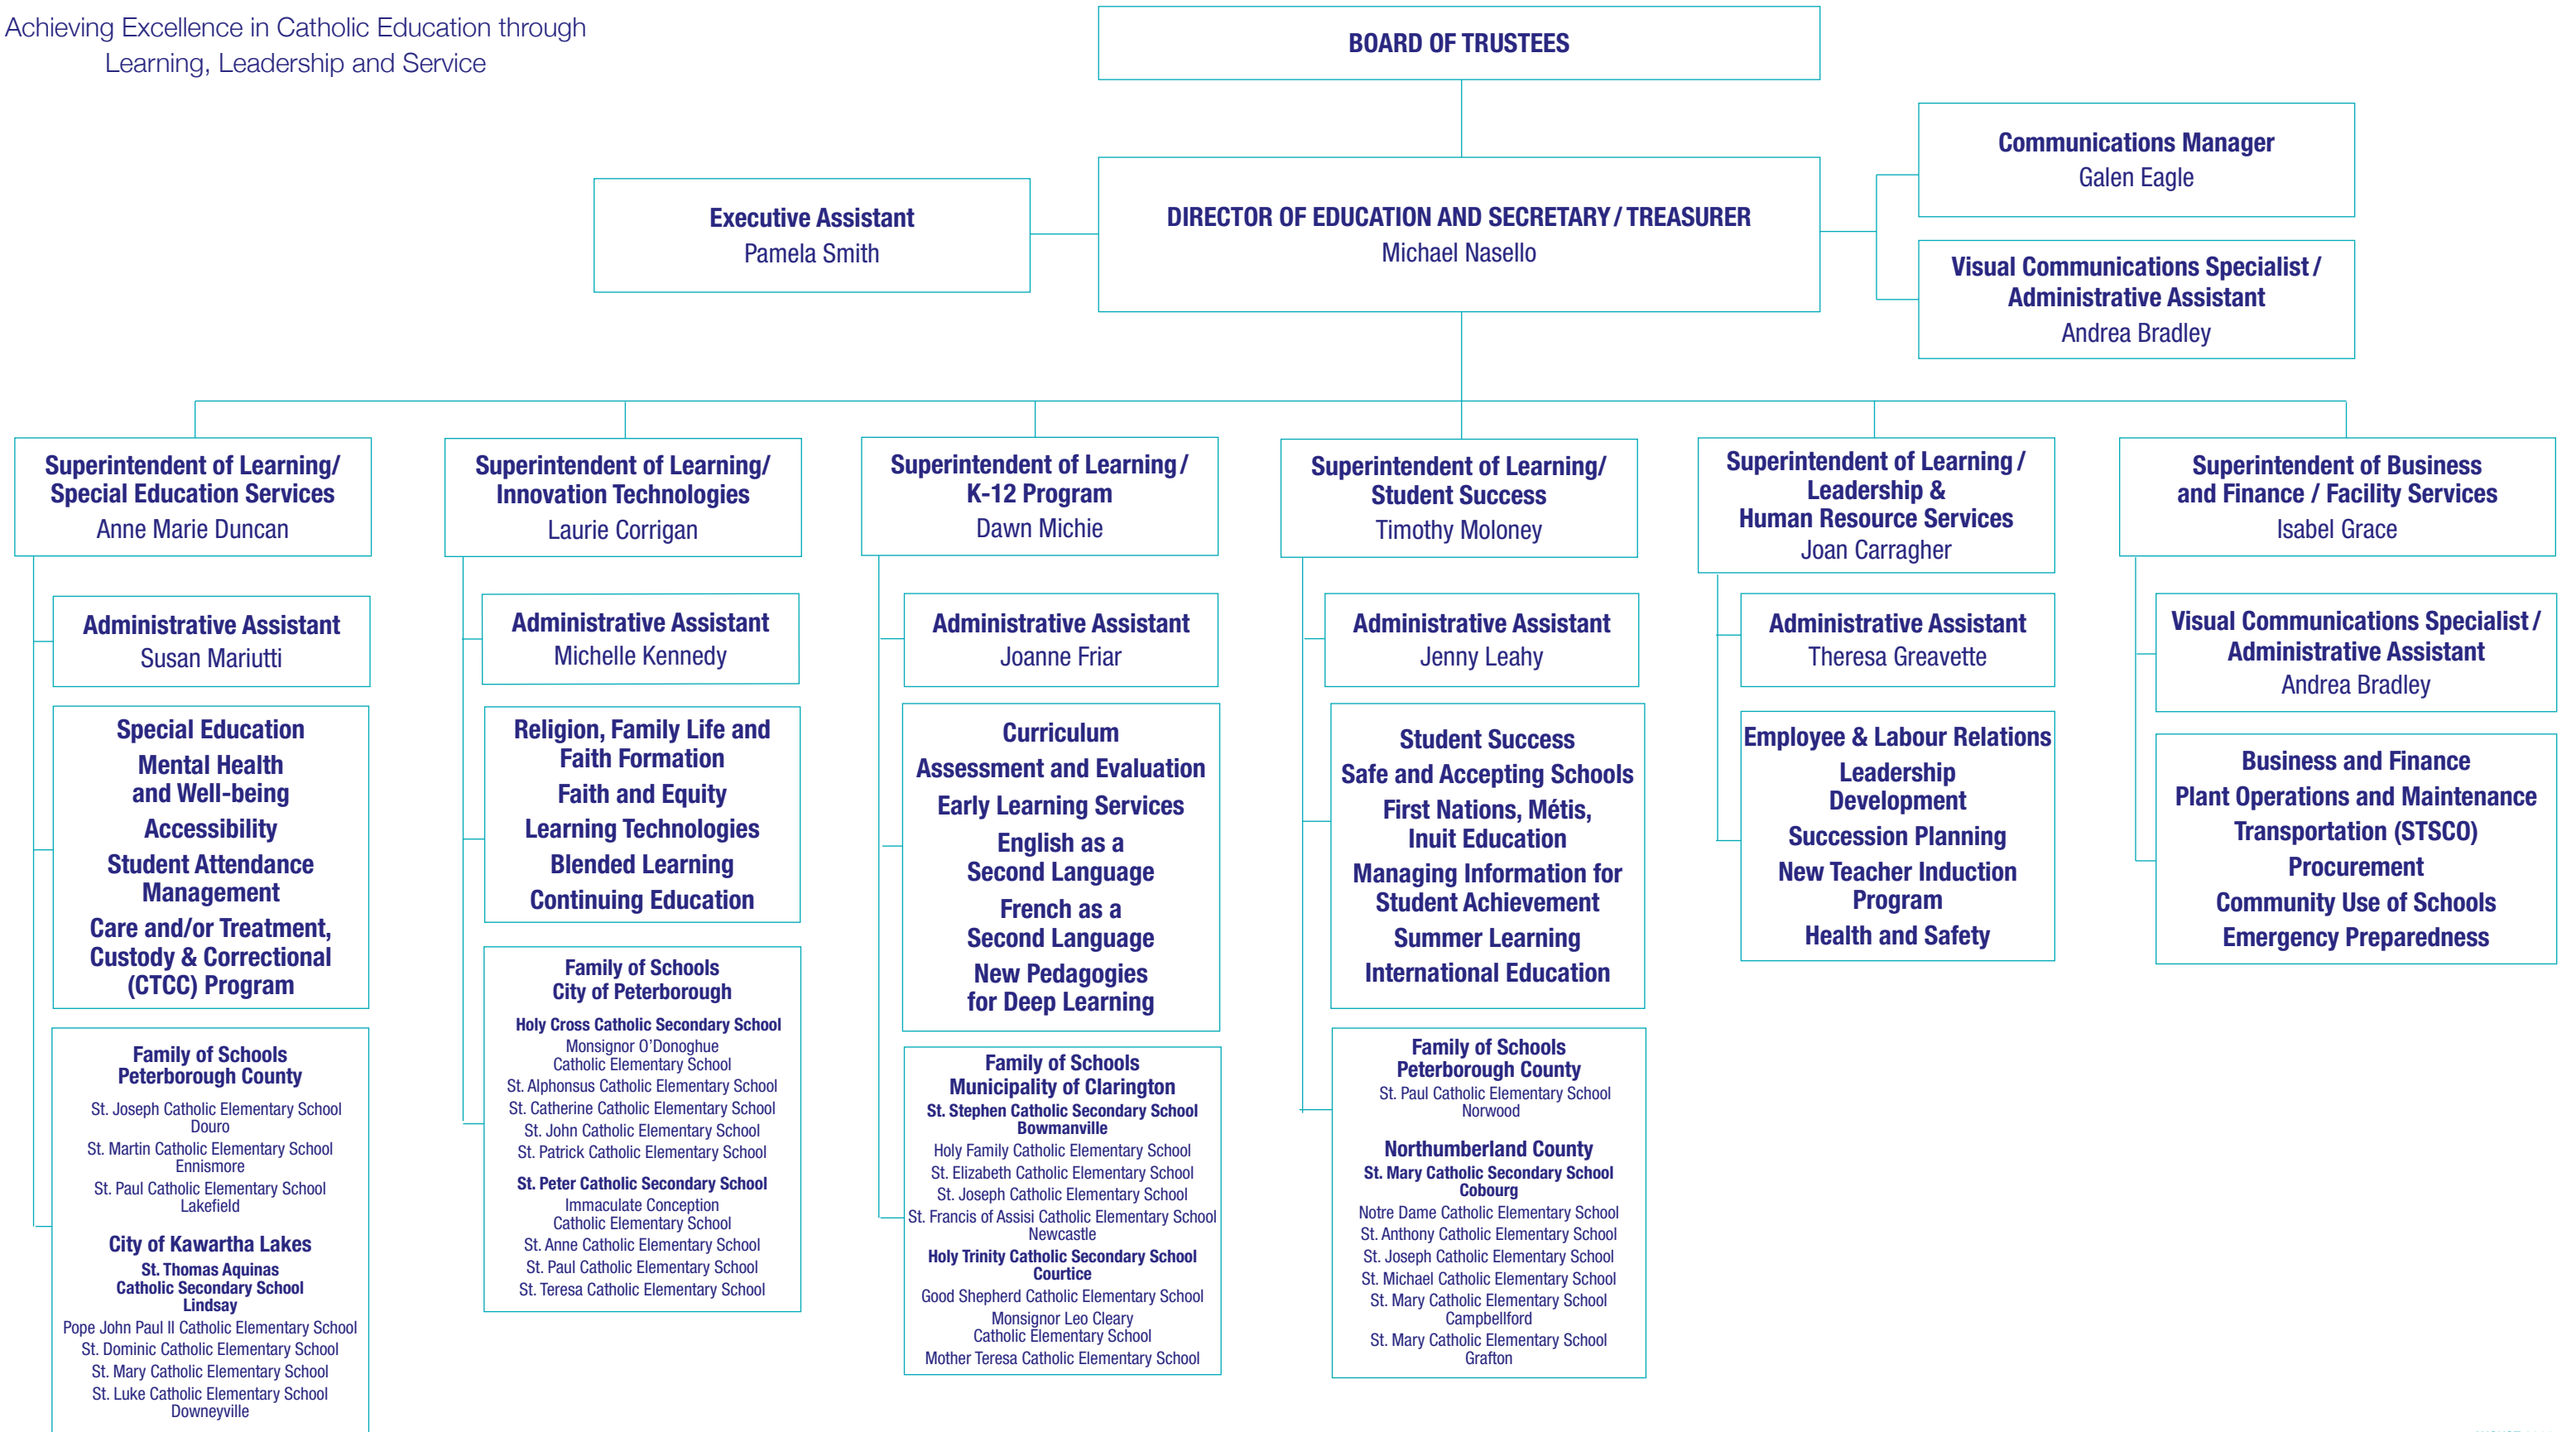 Achieving Excellence in Catholic Education through
Learning, Leadership and Service
BOARD OF TRUSTEES
Executive Assistant
Pamela Smith
DIRECTOR OF EDUCATION AND SECRETARY / TREASURER
Michael Nasello
Communications Manager
Galen Eagle
Visual Communications Specialist /
Administrative Assistant
Andrea Bradley
Superintendent of Learning/
Special Education Services
Anne Marie Duncan
Administrative Assistant
Susan Mariutti
Special Education
Mental Health
and Well-being
Accessibility
Student Attendance
Management
Care and/or Treatment,
Custody & Correctional
(CTCC) Program
Family of Schools
Peterborough County
St. Joseph Catholic Elementary School
Douro
St. Martin Catholic Elementary School
Ennismore
St. Paul Catholic Elementary School
Lakefield
City of Kawartha Lakes
St. Thomas Aquinas
Catholic Secondary School
Lindsay
Pope John Paul II Catholic Elementary School
St. Dominic Catholic Elementary School
St. Mary Catholic Elementary School
St. Luke Catholic Elementary School
Downeyville
Superintendent of Learning/
Innovation Technologies
Laurie Corrigan
Administrative Assistant
Michelle Kennedy
Religion, Family Life and
Faith Formation
Faith and Equity
Learning Technologies
Blended Learning
Continuing Education
Family of Schools
City of Peterborough
Holy Cross Catholic Secondary School
Monsignor O'Donoghue
Catholic Elementary School
St. Alphonsus Catholic Elementary School
St. Catherine Catholic Elementary School
St. John Catholic Elementary School
St. Patrick Catholic Elementary School
St. Peter Catholic Secondary School
Immaculate Conception
Catholic Elementary School
St. Anne Catholic Elementary School
St. Paul Catholic Elementary School
St. Teresa Catholic Elementary School
Superintendent of Learning /
K-12 Program
Dawn Michie
Administrative Assistant
Joanne Friar
Curriculum
Assessment and Evaluation
Early Learning Services
English as a
Second Language
French as a
Second Language
New Pedagogies
for Deep Learning
Family of Schools
Municipality of Clarington
St. Stephen Catholic Secondary School
Bowmanville
Holy Family Catholic Elementary School
St. Elizabeth Catholic Elementary School
St. Joseph Catholic Elementary School
St. Francis of Assisi Catholic Elementary School
Newcastle
Holy Trinity Catholic Secondary School
Courtice
Good Shepherd Catholic Elementary School
Monsignor Leo Cleary
Catholic Elementary School
Mother Teresa Catholic Elementary School
Superintendent of Learning/
Student Success
Timothy Moloney
Administrative Assistant
Jenny Leahy
Student Success
Safe and Accepting Schools
First Nations, Métis,
Inuit Education
Managing Information for
Student Achievement
Summer Learning
International Education
Family of Schools
Peterborough County
St. Paul Catholic Elementary School
Norwood
Northumberland County
St. Mary Catholic Secondary School
Cobourg
Notre Dame Catholic Elementary School
St. Anthony Catholic Elementary School
St. Joseph Catholic Elementary School
St. Michael Catholic Elementary School
St. Mary Catholic Elementary School
Campbellford
St. Mary Catholic Elementary School
Grafton
Superintendent of Learning /
Leadership &
Human Resource Services
Joan Carragher
Administrative Assistant
Theresa Greavette
Employee & Labour Relations
Leadership
Development
Succession Planning
New Teacher Induction
Program
Health and Safety
Superintendent of Business
and Finance / Facility Services
Isabel Grace
Visual Communications Specialist /
Administrative Assistant
Andrea Bradley
Business and Finance
Plant Operations and Maintenance
Transportation (STSCO)
Procurement
Community Use of Schools
Emergency Preparedness